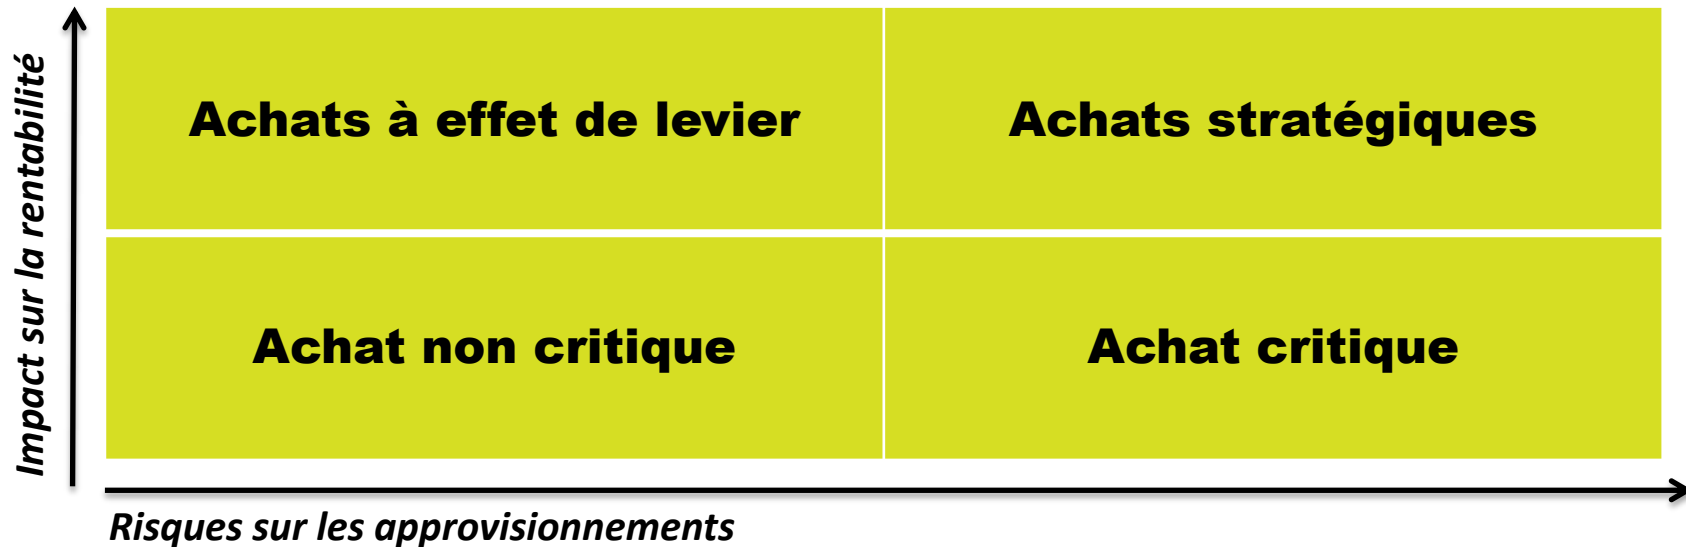 Impact sur la rentabilité
Achats à effet de levier
Achats stratégiques
Achat non critique
Achat critique
Risques sur les approvisionnements